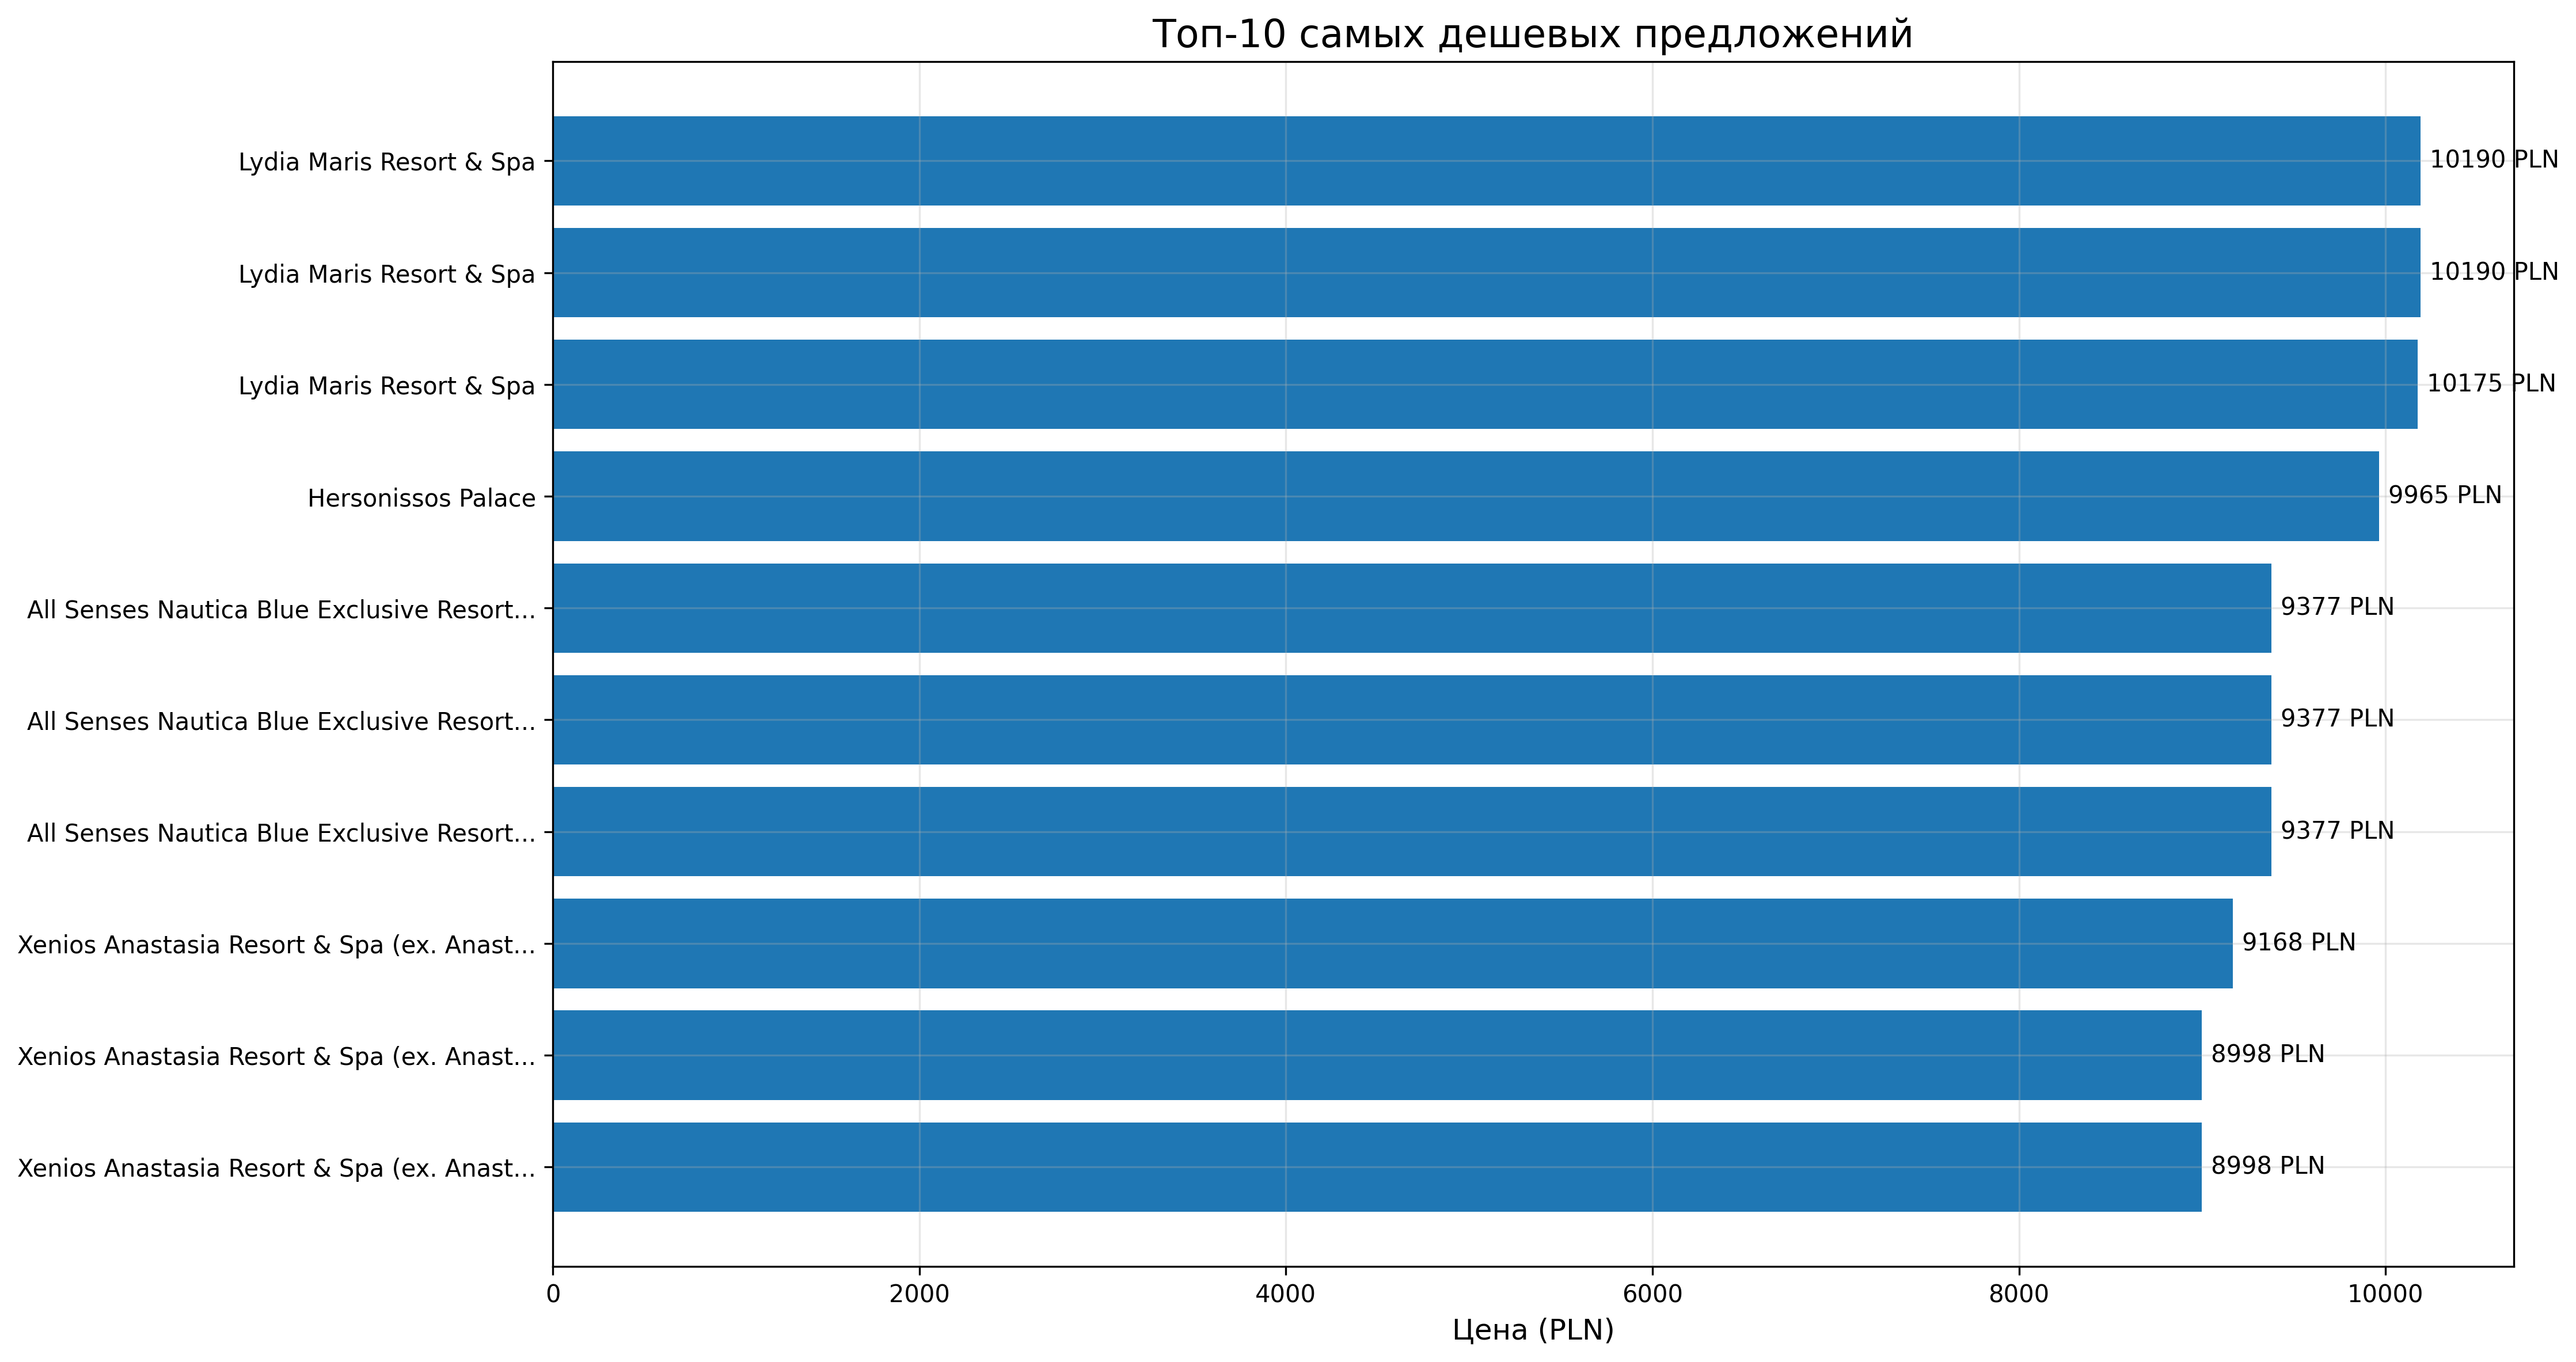 Топ-10 самых дешевых предложений
Lydia Maris Resort & Spa
10190 PLN
Lydia Maris Resort & Spa
10190 PLN
Lydia Maris Resort & Spa
10175 PLN
Hersonissos Palace
9965 PLN
All Senses Nautica Blue Exclusive Resort...
9377 PLN
All Senses Nautica Blue Exclusive Resort...
9377 PLN
All Senses Nautica Blue Exclusive Resort...
9377 PLN
Xenios Anastasia Resort & Spa (ex. Anast...
9168 PLN
Xenios Anastasia Resort & Spa (ex. Anast...
8998 PLN
Xenios Anastasia Resort & Spa (ex. Anast...
8998 PLN
0 2000 4000 6000 8000 10000
Цена (PLN)